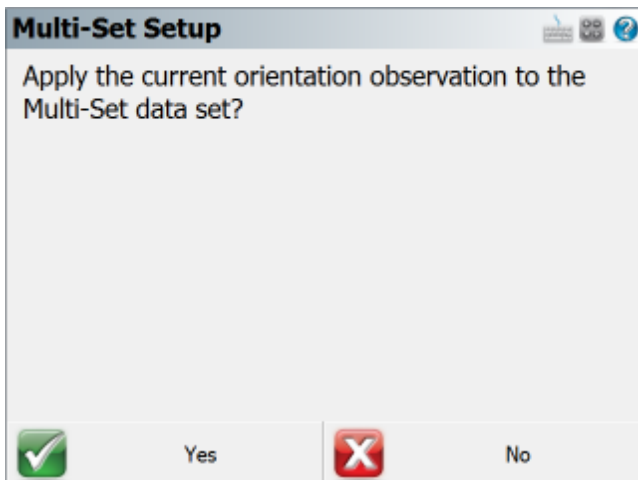 Multi-Set Setup
Apply the current orientation observation to the
Multi-Set data set?
Yes
No